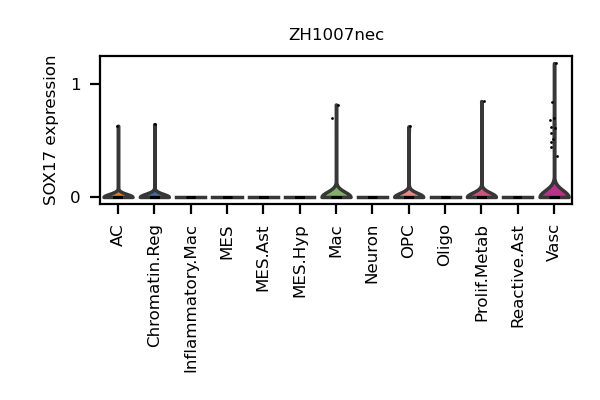 ZH1007nec
SOX17 expression
1
0
AC
Chromatin.Reg
Inflammatory.Mac
MES
MES.Ast
MES.Hyp
Mac
Neuron
OPC
Oligo
Prolif.Metab
Reactive.Ast
Vasc